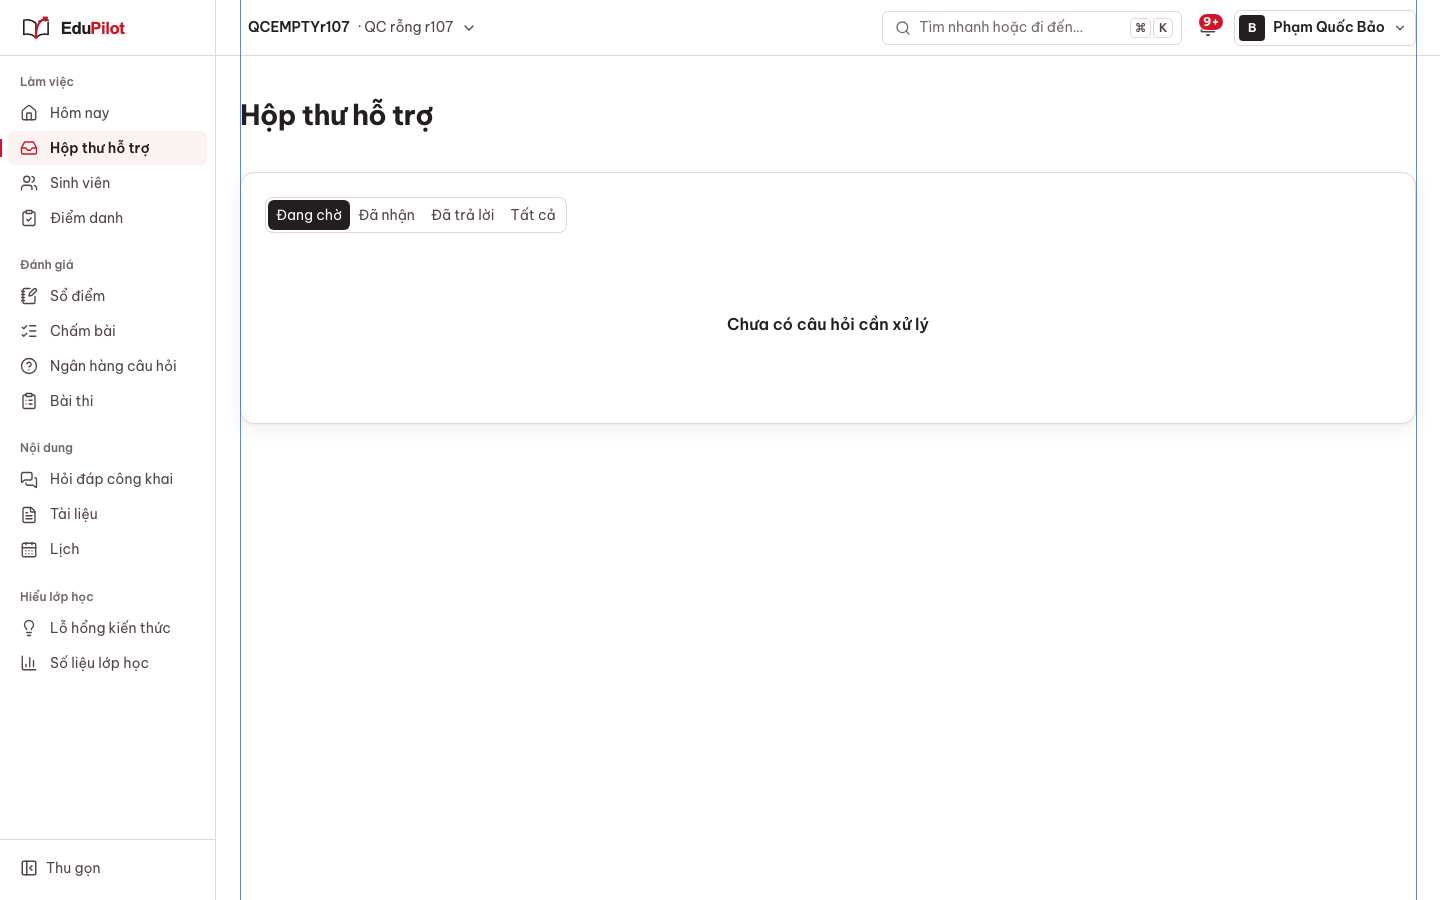 EduPilot
QCEMPTYr107 · QC rỗng r107
Tìm nhanh hoặc đi đến...
⌘ K
9+
B
Phạm Quốc Bảo
Làm việc
Hôm nay
Hộp thư hỗ trợ
Sinh viên
Điểm danh
Đánh giá
Sổ điểm
Chấm bài
Ngân hàng câu hỏi
Bài thi
Nội dung
Hỏi đáp công khai
Tài liệu
Lịch
Hiểu lớp học
Lỗ hổng kiến thức
Số liệu lớp học
Thu gọn
Hộp thư hỗ trợ
Đang chờ
Đã nhận
Đã trả lời
Tất cả
Chưa có câu hỏi cần xử lý